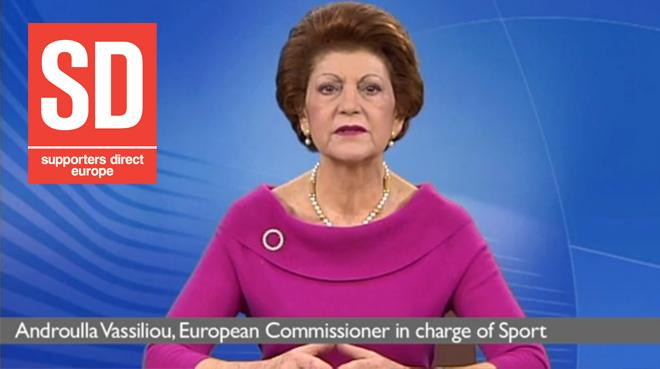 SD
supporters direct
europe
Androulla Vassiliou, European Commissioner in charge of Sport